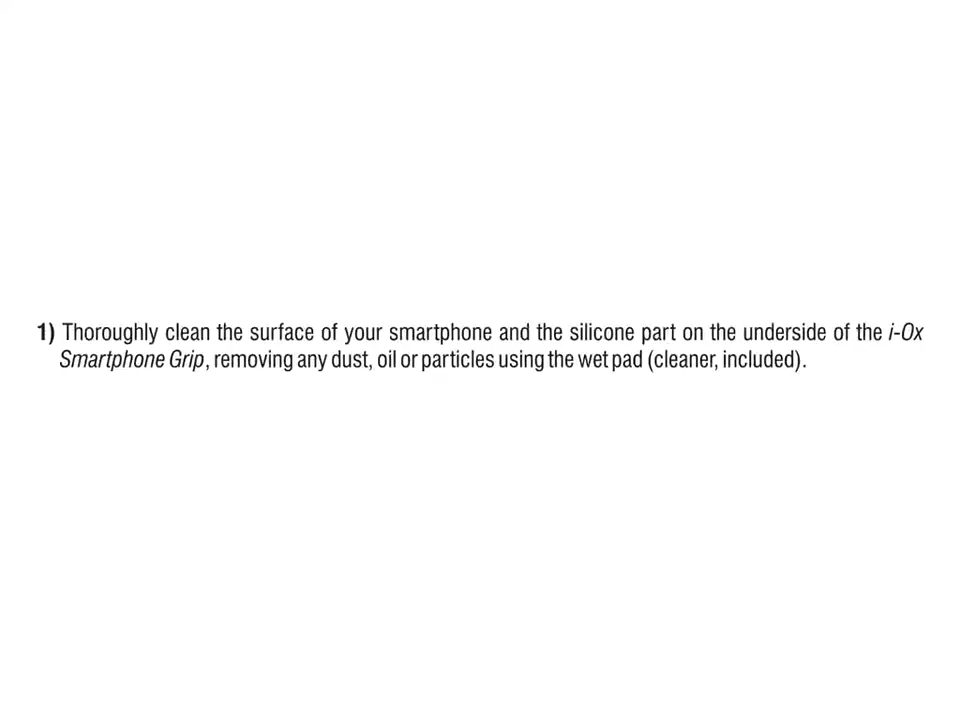 1) Thoroughly clean the surface of your smartphone and the silicone part on the underside of the i-Ox
Smartphone Grip, removing any dust, oil or particles using the wet pad (cleaner, included).